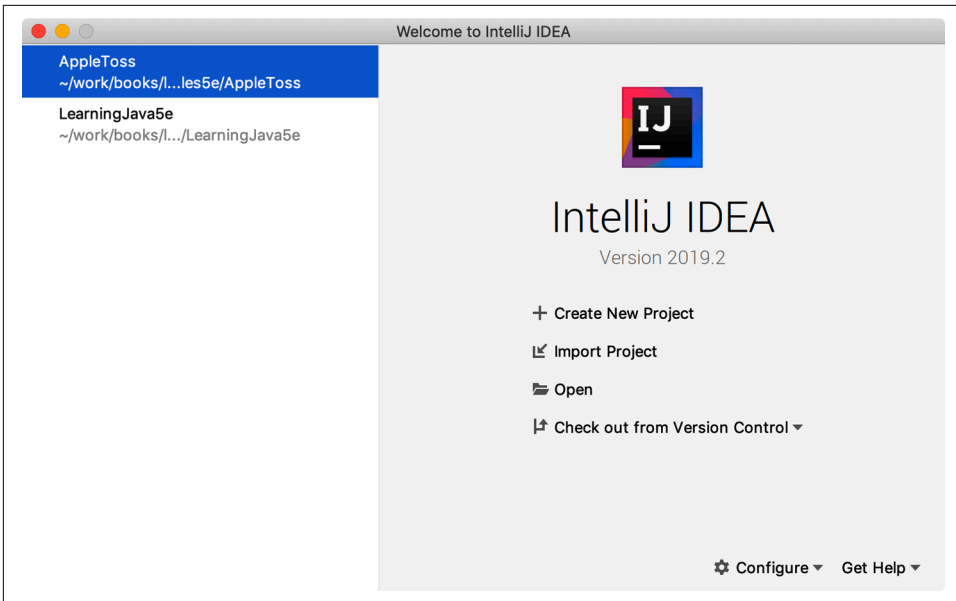 Welcome to IntelliJ IDEA
AppleToss
~/work/books/l...les5e/AppleToss
LearningJava5e
~/work/books/l.../LearningJava5e
IJ
IntelliJ IDEA
Version 2019.2
Create New Project
Import Project
Open
Check out from Version Control
Configure
Get Help